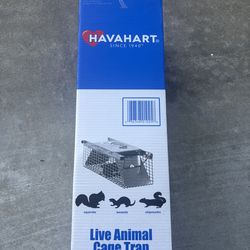 HAVAHART®
SINCE 1940
squirrels weasels chipmunks
Live Animal
Cage Trap